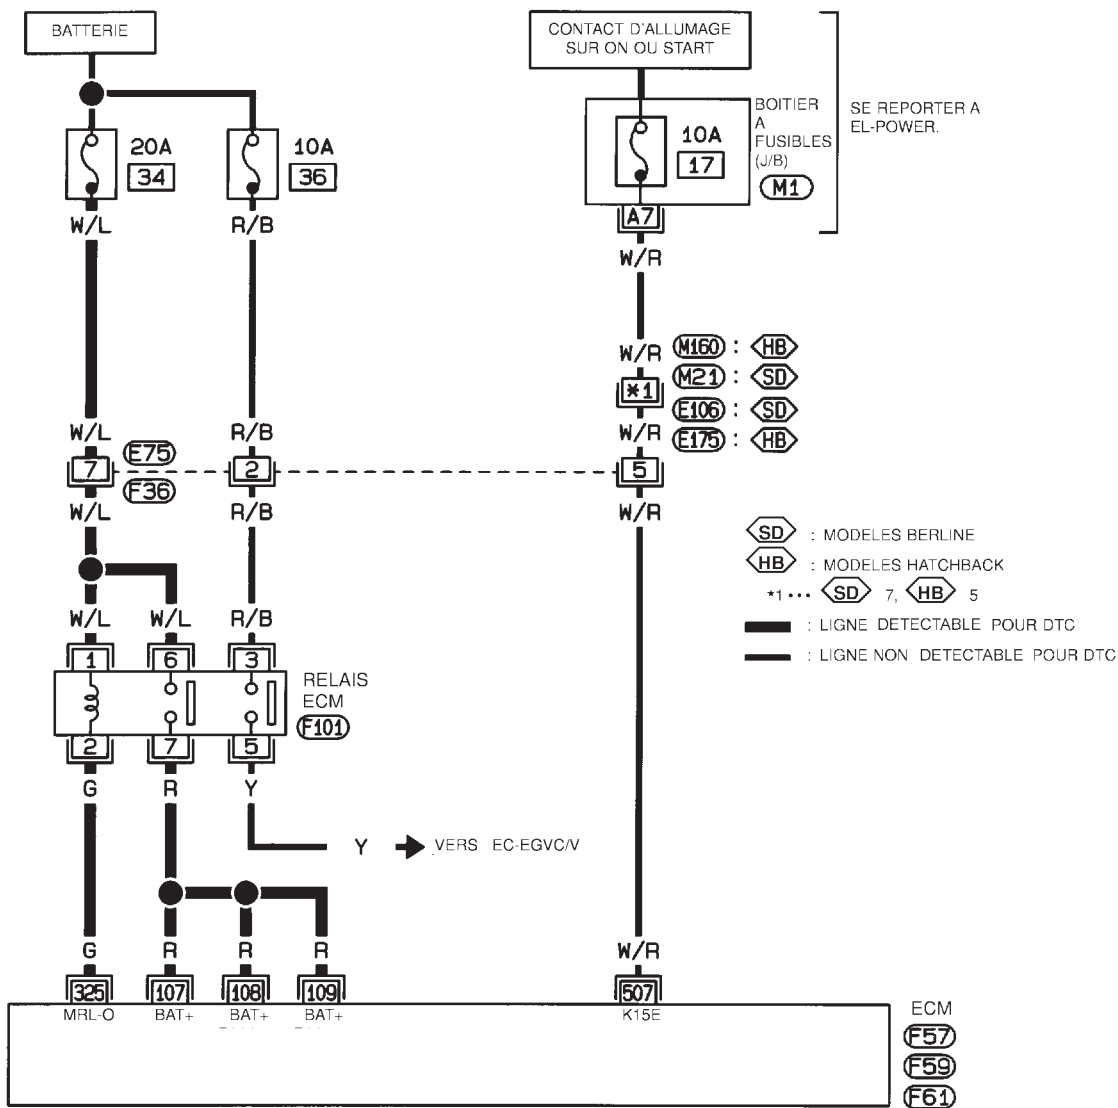 BATTERIE
CONTACT D'ALLUMAGE
SUR ON OU START
20A
34
10A
36
10A
17
BOITIER
A
FUSIBLES
(J/B)
M1
SE REPORTER A
EL-POWER.
A7
W/L
R/B
W/R
W/R
M160 : HB
M21 : SD
*1
E106 : SD
E175 : HB
W/L
R/B
W/R
7
E75
2
5
F36
W/L
R/B
W/R
SD : MODELES BERLINE
HB : MODELES HATCHBACK
*1 ••• SD 7, HB 5
: LIGNE DETECTABLE POUR DTC
: LIGNE NON DETECTABLE POUR DTC
W/L
W/L
R/B
1
6
3
RELAIS
ECM
F101
2
7
5
G
R
Y
Y
VERS EC-EGVC/V
G
R
R
R
W/R
325
107
108
109
507
MRL-O
BAT+
BAT+
BAT+
K15E
ECM
F57
F59
F61